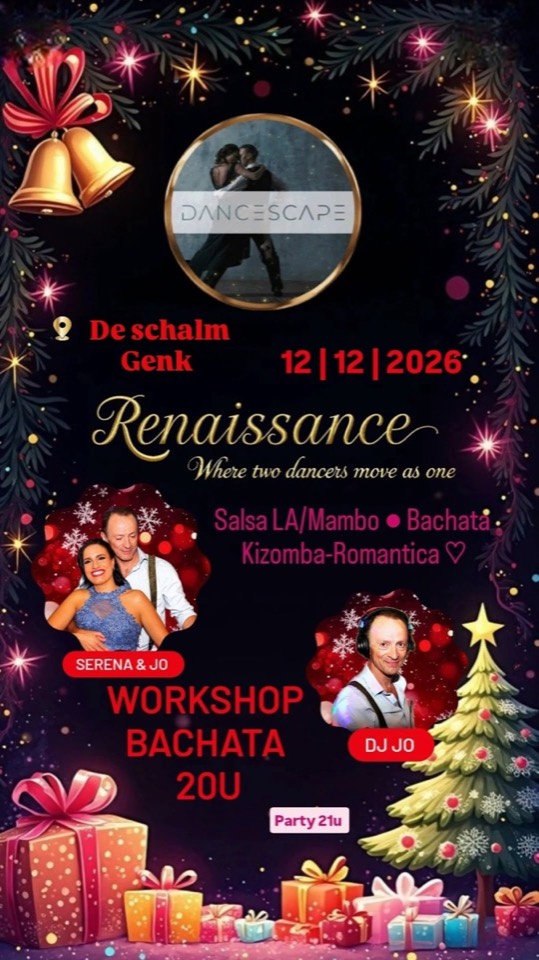 DANCESCAPE
De schalm
Genk
12 | 12 | 2026
Renaissance
Where two dancers move as one
Salsa LA/Mambo ● Bachata
Kizomba-Romantica ♡
SERENA & JO
WORKSHOP
BACHATA
20U
DJ JO
Party 21u